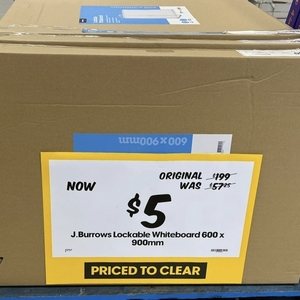 600 x 900mm
ORIGINAL $199
NOW WAS $57.95
$5
J.Burrows Lockable Whiteboard 600 x
900mm
PRICED TO CLEAR